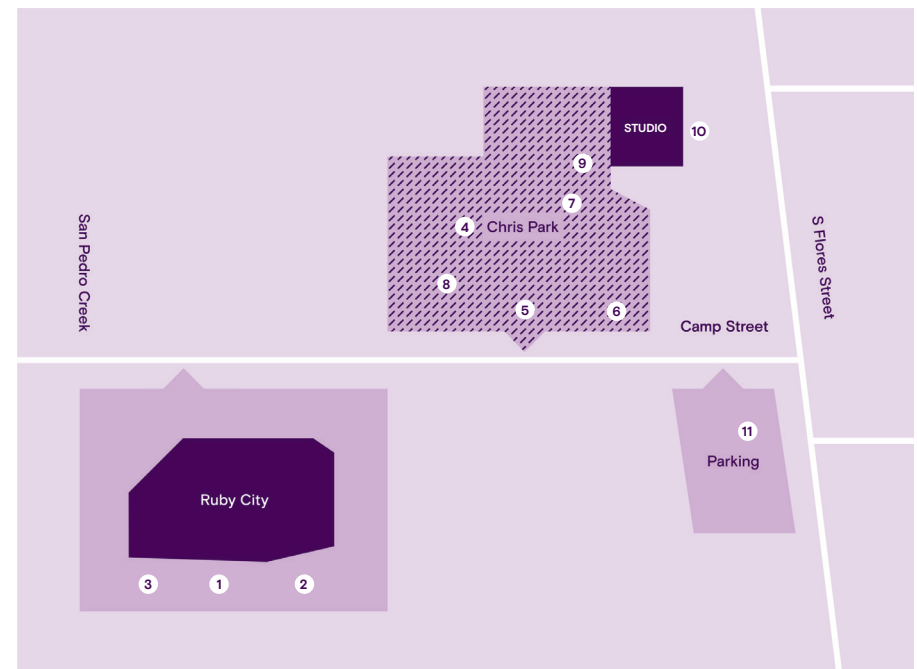 STUDIO
10
9
7
4
Chris Park
8
5
6
San Pedro Creek
S Flores Street
Camp Street
11
Parking
Ruby City
3
1
2